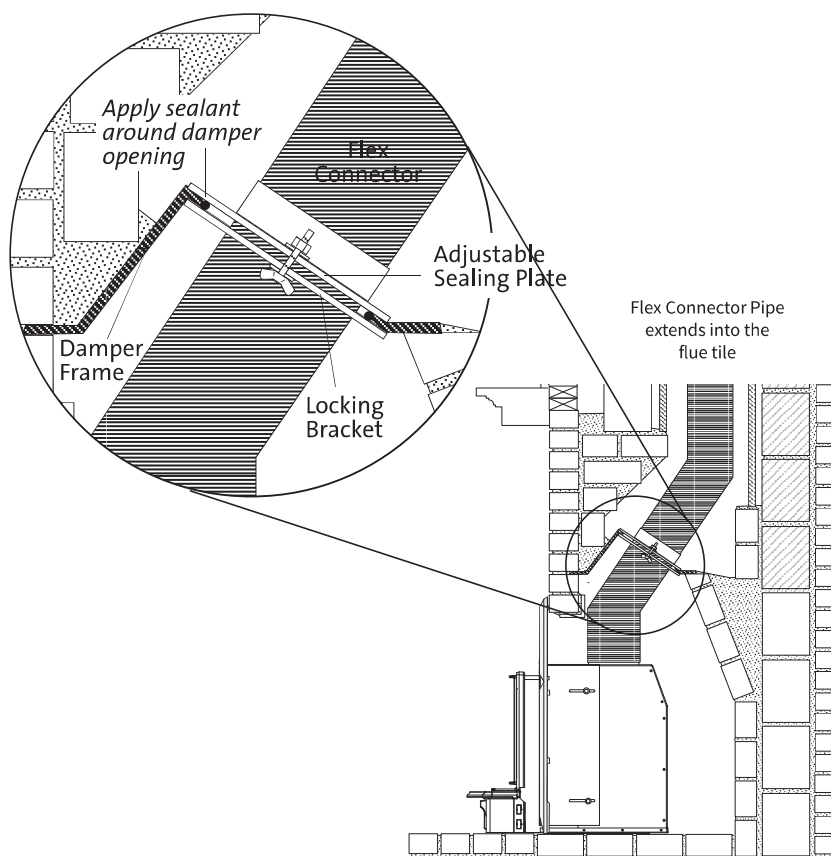 Apply sealant
around damper
opening
Flex
Connector
Adjustable
Sealing Plate
Damper
Frame
Locking
Bracket
Flex Connector Pipe
extends into the
flue tile